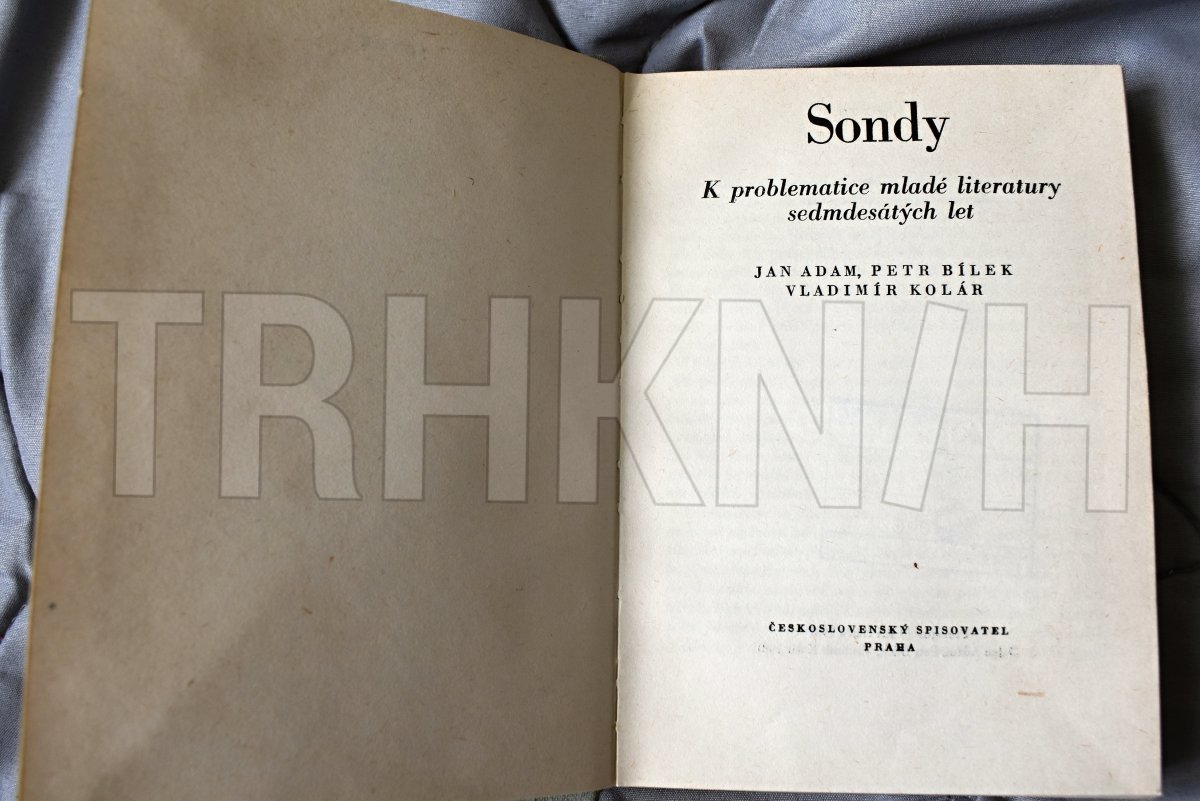 Sondy
K problematice mladé literatury
sedmdesátých let
JAN ADAM, PETR BÍLEK
VLADIMÍR KOLÁR
TRHKNIH
ČESKOSLOVENSKÝ SPISOVATEL
PRAHA